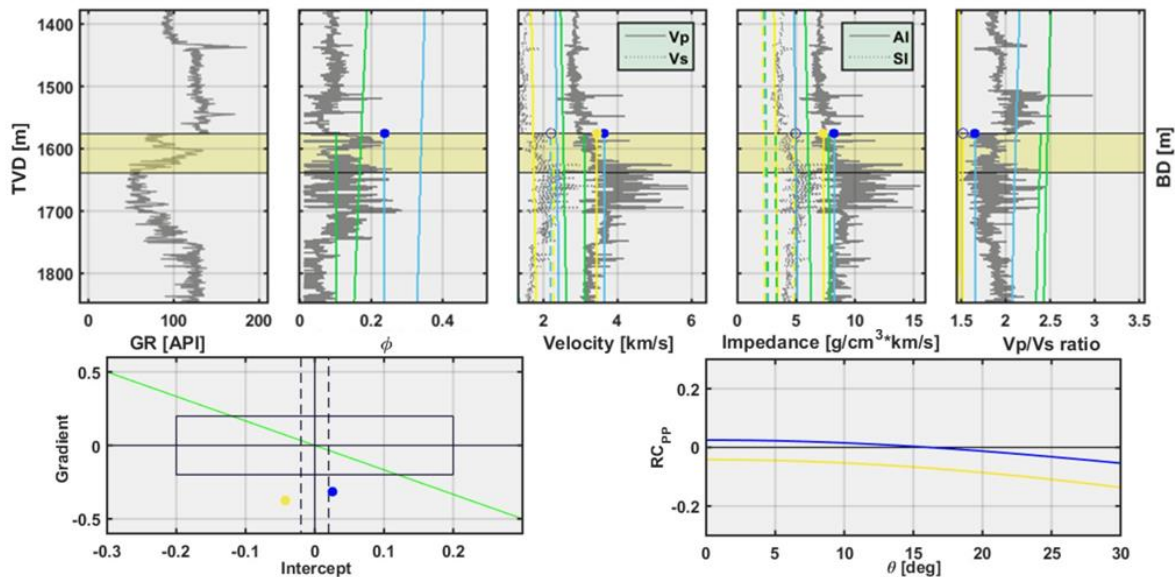 TVD [m]
1400
1500
1600
1700
1800
0 100 200
GR [API]
0 0.2 0.4
ϕ
Vp
Vs
2 4 6
Velocity [km/s]
AI
SI
0 5 10 15
Impedance [g/cm³*km/s]
1.5 2 2.5 3 3.5
Vp/Vs ratio
BD [m]
Gradient
0.5
0
-0.5
-0.3 -0.2 -0.1 0 0.1 0.2
Intercept
RC_PP
0.2
0
-0.2
0 5 10 15 20 25 30
θ [deg]